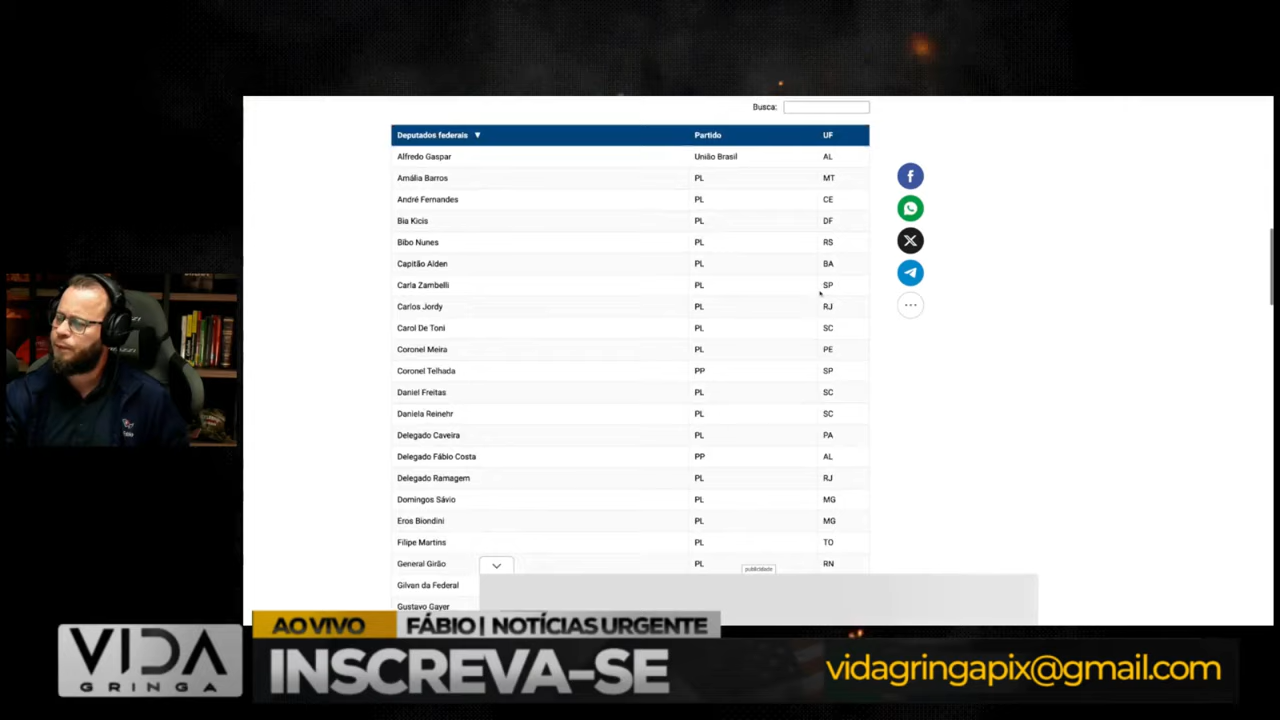 Busca:
Deputados federais ▼ Partido UF
Alfredo Gaspar União Brasil AL
Amália Barros PL MT
André Fernandes PL CE
Bia Kicis PL DF
Bibo Nunes PL RS
Capitão Alden PL BA
Carla Zambelli PL SP
Carlos Jordy PL RJ
Carol De Toni PL SC
Coronel Meira PL PE
Coronel Telhada PP SP
Daniel Freitas PL SC
Daniela Reinehr PL SC
Delegado Caveira PL PA
Delegado Fábio Costa PP AL
Delegado Ramagem PL RJ
Domingos Sávio PL MG
Eros Biondini PL MG
Filipe Martins PL TO
General Girão PL RN
publicidade
Gilvan da Federal
Gustavo Gayer
AO VIVO FÁBIO | NOTÍCIAS URGENTE
VIDA
GRINGA
INSCREVA-SE
vidagringapix@gmail.com